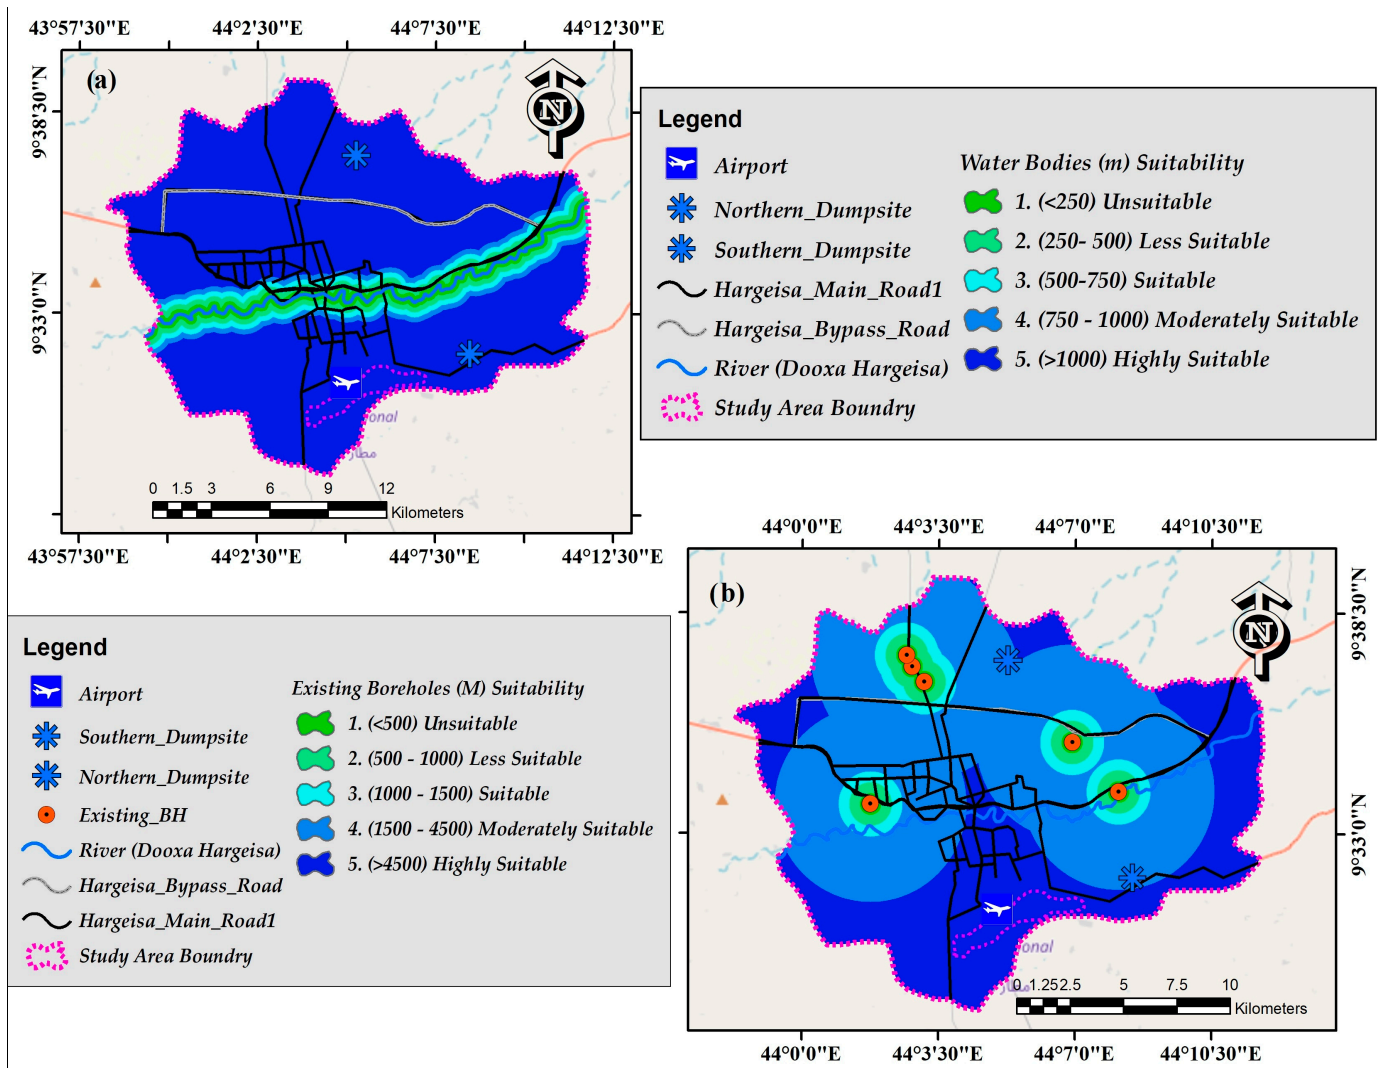 43°57'30"E 44°2'30"E 44°7'30"E 44°12'30"E
(a)
N
9°38'30"N
9°33'0"N
onal
مطار
0 1.5 3 6 9 12
Kilometers
43°57'30"E 44°2'30"E 44°7'30"E 44°12'30"E
Legend
Airport
Northern_Dumpsite
Southern_Dumpsite
Hargeisa_Main_Road1
Hargeisa_Bypass_Road
River (Dooxa Hargeisa)
Study Area Boundry
Water Bodies (m) Suitability
1. (<250) Unsuitable
2. (250- 500) Less Suitable
3. (500-750) Suitable
4. (750 - 1000) Moderately Suitable
5. (>1000) Highly Suitable
Legend
Airport
Southern_Dumpsite
Northern_Dumpsite
Existing_BH
River (Dooxa Hargeisa)
Hargeisa_Bypass_Road
Hargeisa_Main_Road1
Study Area Boundry
Existing Boreholes (M) Suitability
1. (<500) Unsuitable
2. (500 - 1000) Less Suitable
3. (1000 - 1500) Suitable
4. (1500 - 4500) Moderately Suitable
5. (>4500) Highly Suitable
44°0'0"E 44°3'30"E 44°7'0"E 44°10'30"E
(b)
N
9°38'30"N
9°33'0"N
onal
0 1.25 2.5 5 7.5 10
Kilometers
44°0'0"E 44°3'30"E 44°7'0"E 44°10'30"E